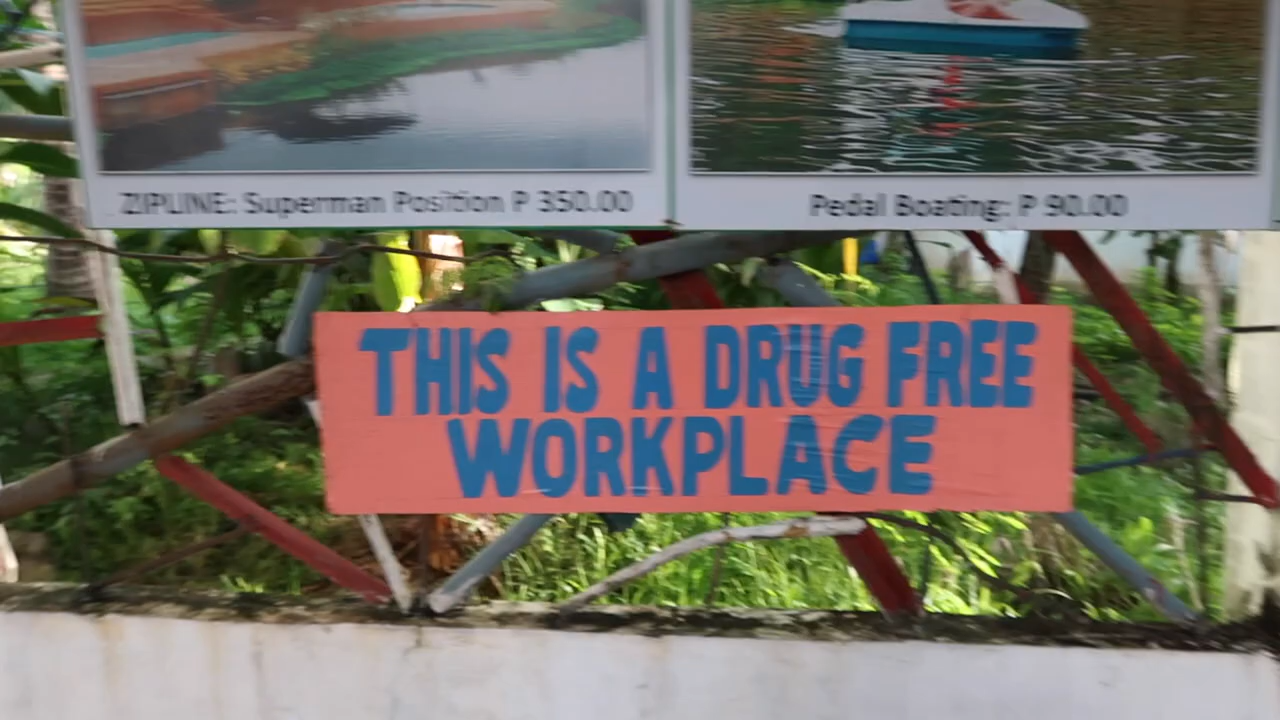 ZIPLINE: Superman Position P 350.00
Pedal Boating: P 90.00
THIS IS A DRUG FREE
WORKPLACE